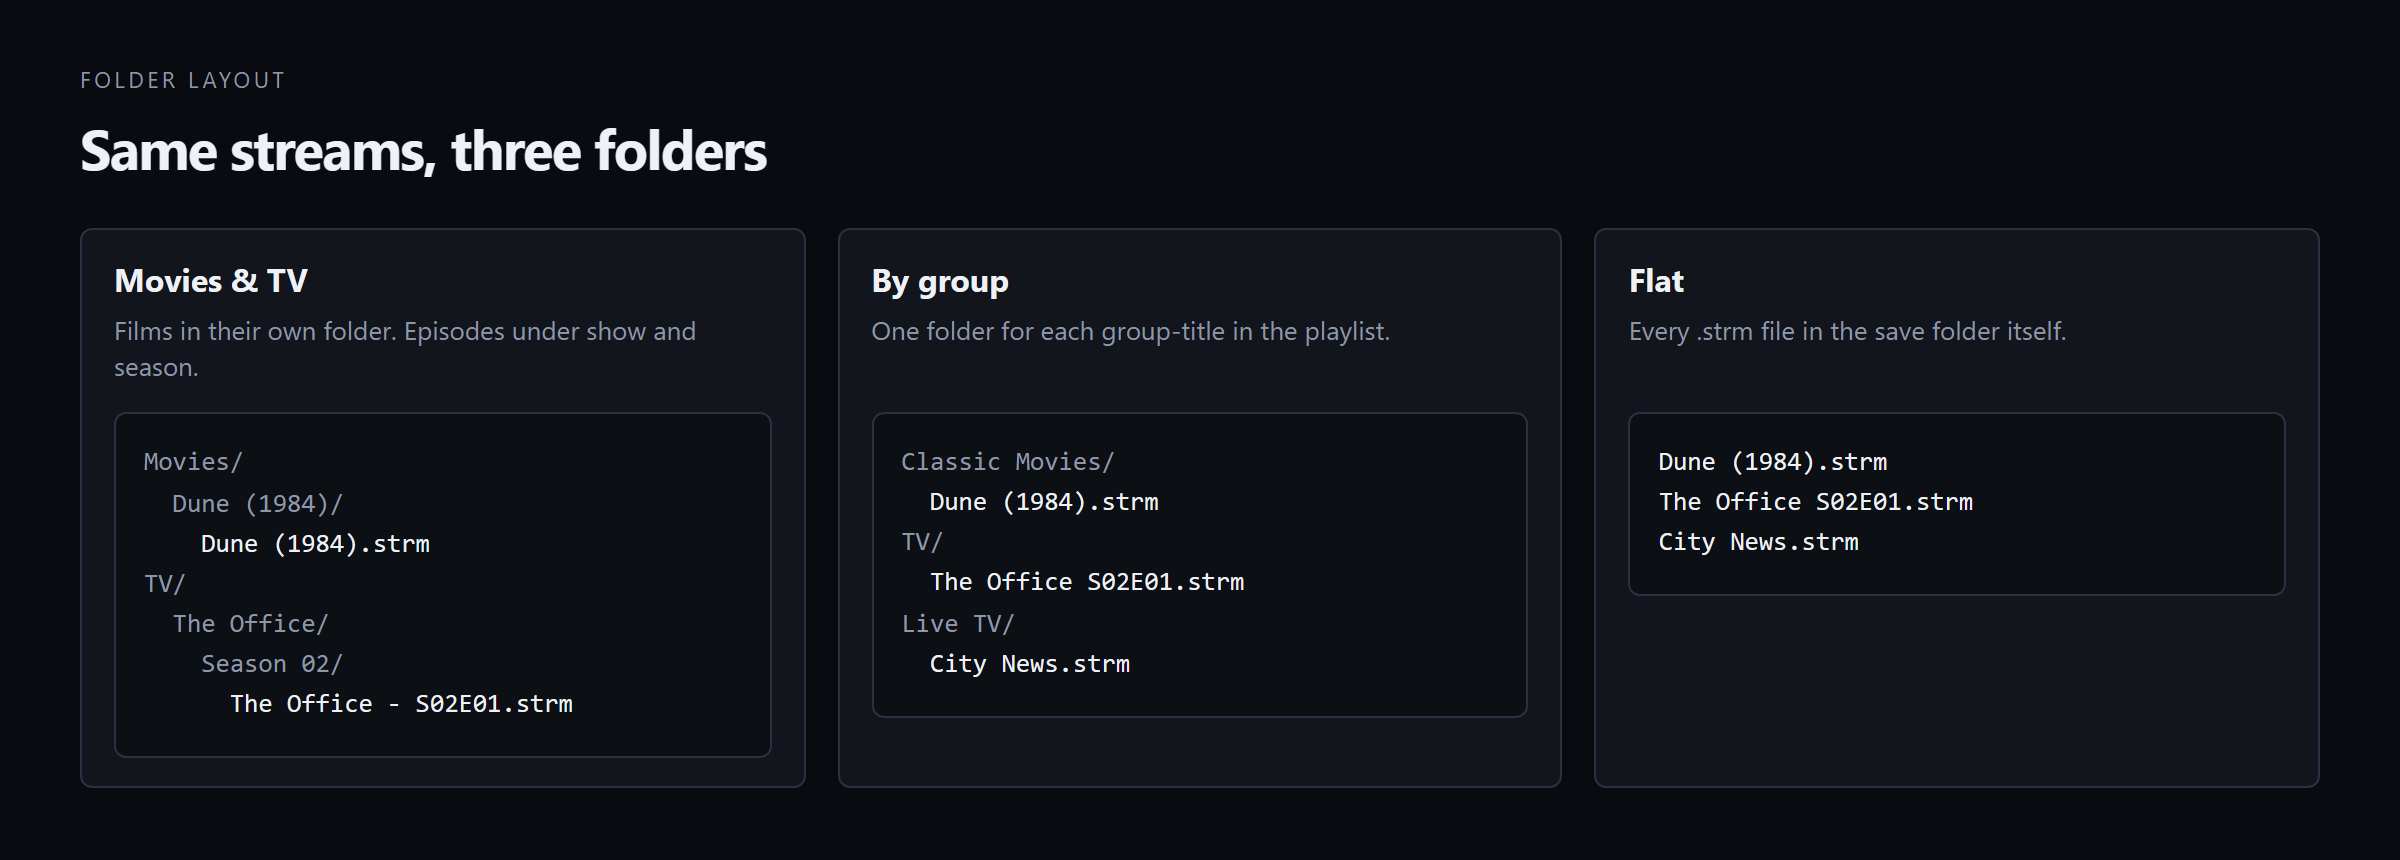 FOLDER LAYOUT
Same streams, three folders
Movies & TV
Films in their own folder. Episodes under show and
season.
Movies/
Dune (1984)/
Dune (1984).strm
TV/
The Office/
Season 02/
The Office - S02E01.strm
By group
One folder for each group-title in the playlist.
Classic Movies/
Dune (1984).strm
TV/
The Office S02E01.strm
Live TV/
City News.strm
Flat
Every .strm file in the save folder itself.
Dune (1984).strm
The Office S02E01.strm
City News.strm